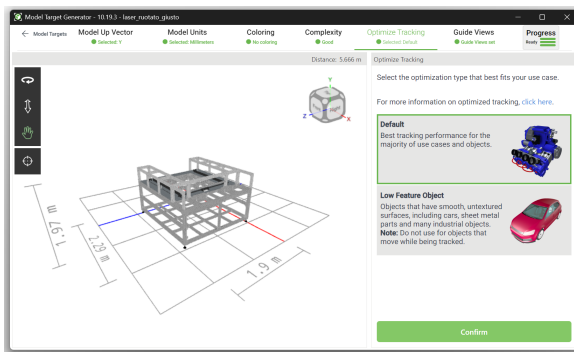 Model Target Generator - 10.19.3 - laser_ruotato_giusto
Model Targets
Model Up Vector
Selected: Y
Model Units
Selected: Millimeters
Coloring
No coloring
Complexity
Good
Optimize Tracking
Selected: Default
Guide Views
Guide Views set
Progress
Ready
Distance: 5.666 m
Optimize Tracking
Select the optimization type that best fits your use case.
For more information on optimized tracking, click here.
Default
Best tracking performance for the
majority of use cases and objects.
Low Feature Object
Objects that have smooth, untextured
surfaces, including cars, sheet metal
parts and many industrial objects.
Note: Do not use for objects that
move while being tracked.
Confirm
Y
Z
X
Right
1.97 m
2.29 m
1.9 m